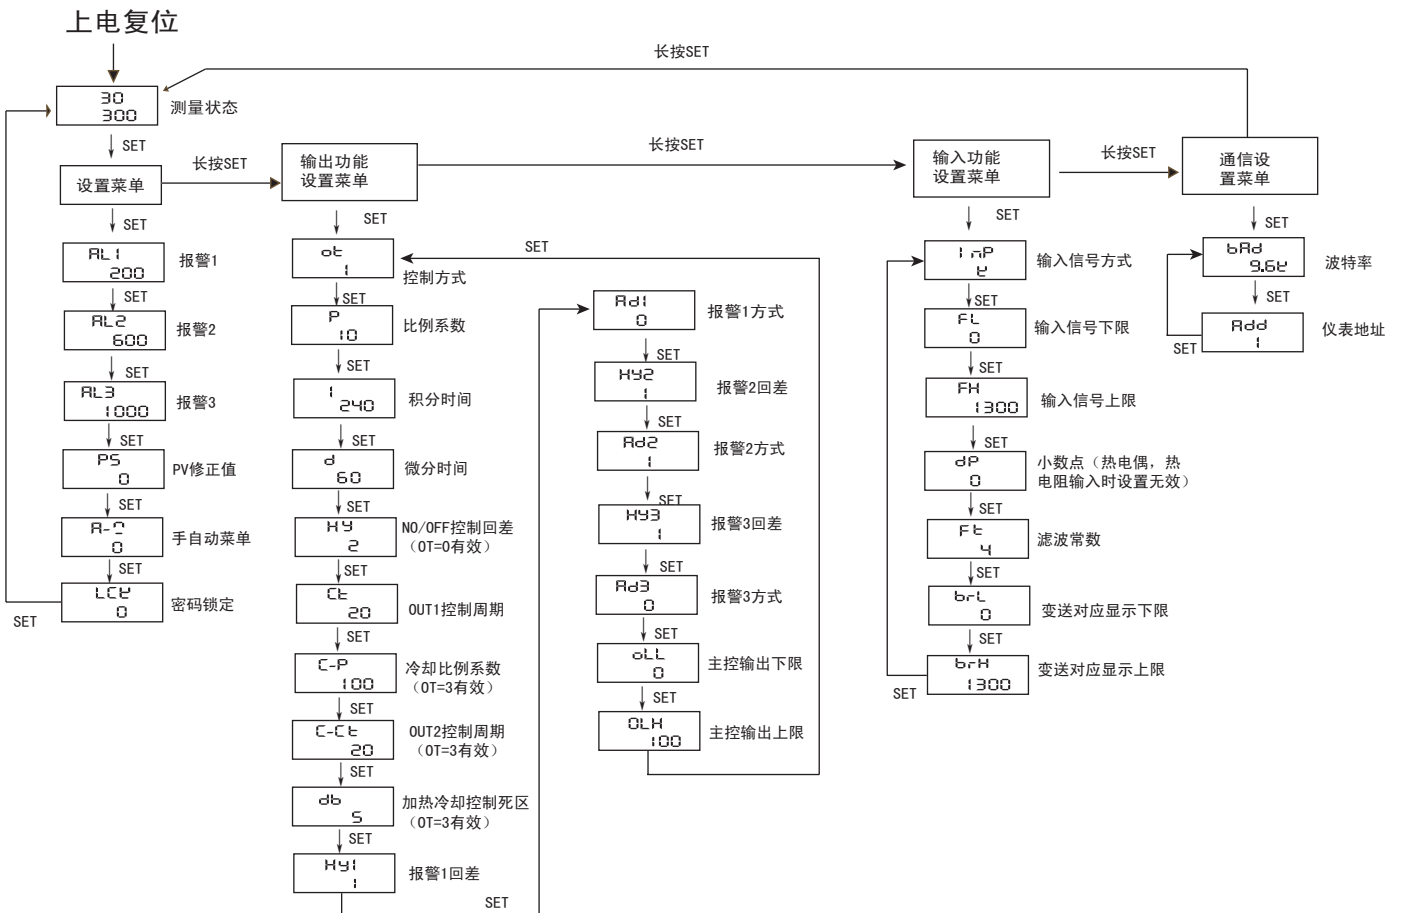 上电复位
长按SET
30
300
测量状态
SET
设置菜单
长按SET
输出功能
设置菜单
长按SET
输入功能
设置菜单
长按SET
通信设
置菜单
SET
AL1
200
报警1
SET
AL2
600
报警2
SET
AL3
1000
报警3
SET
PS
0
PV修正值
SET
0
手自动菜单
SET
0
密码锁定
SET
SET
ot
1
控制方式
SET
P
10
比例系数
SET
I
240
积分时间
SET
d
60
微分时间
SET
HY
2
NO/OFF控制回差
（OT=0有效）
SET
Ct
20
OUT1控制周期
SET
C-P
100
冷却比例系数
（OT=3有效）
SET
C-Ct
20
OUT2控制周期
（OT=3有效）
SET
db
5
加热冷却控制死区
（OT=3有效）
SET
HY1
1
报警1回差
SET
SET
Ad1
0
报警1方式
SET
HY2
1
报警2回差
SET
Ad2
1
报警2方式
SET
HY3
1
报警3回差
SET
Ad3
0
报警3方式
SET
oLL
0
主控输出下限
SET
OLH
100
主控输出上限
SET
InP
输入信号方式
SET
FL
0
输入信号下限
SET
FH
1300
输入信号上限
SET
dP
0
小数点（热电偶，热
电阻输入时设置无效）
SET
Ft
4
滤波常数
SET
brL
0
变送对应显示下限
SET
brH
1300
变送对应显示上限
SET
SET
bAd
波特率
SET
Add
1
仪表地址
SET